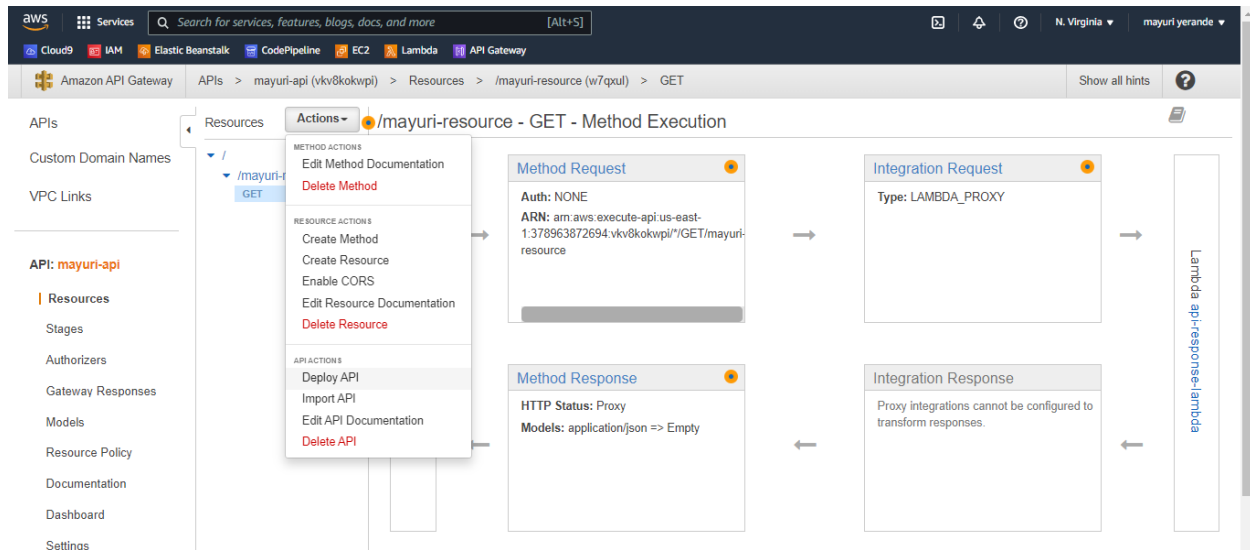 aws
Services
Search for services, features, blogs, docs, and more
[Alt+S]
N. Virginia
mayuri yerande
Cloud9
IAM
Elastic Beanstalk
CodePipeline
EC2
Lambda
API Gateway
Amazon API Gateway
APIs > mayuri-api (vkv8kokwpi) > Resources > /mayuri-resource (w7qxul) > GET
Show all hints
APIs
Custom Domain Names
VPC Links
API: mayuri-api
Resources
Stages
Authorizers
Gateway Responses
Models
Resource Policy
Documentation
Dashboard
Settings
Resources
Actions
/
/mayuri-r
GET
METHOD ACTIONS
Edit Method Documentation
Delete Method
RESOURCE ACTIONS
Create Method
Create Resource
Enable CORS
Edit Resource Documentation
Delete Resource
API ACTIONS
Deploy API
Import API
Edit API Documentation
Delete API
/mayuri-resource - GET - Method Execution
Method Request
Auth: NONE
ARN: arn:aws:execute-api:us-east-
1:378963872694:vkv8kokwpi/*/GET/mayuri-
resource
Integration Request
Type: LAMBDA_PROXY
Method Response
HTTP Status: Proxy
Models: application/json => Empty
Integration Response
Proxy integrations cannot be configured to
transform responses.
Lambda api-response-lambda